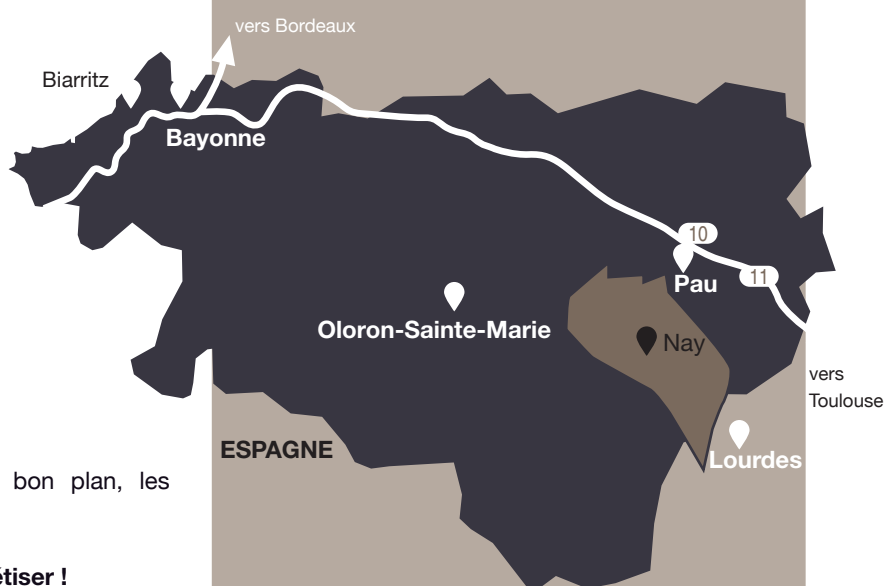 vers Bordeaux
Biarritz
Bayonne
10
11
Pau
Oloron-Sainte-Marie
Nay
vers
Toulouse
ESPAGNE
Lourdes
bon plan, les
étiser !